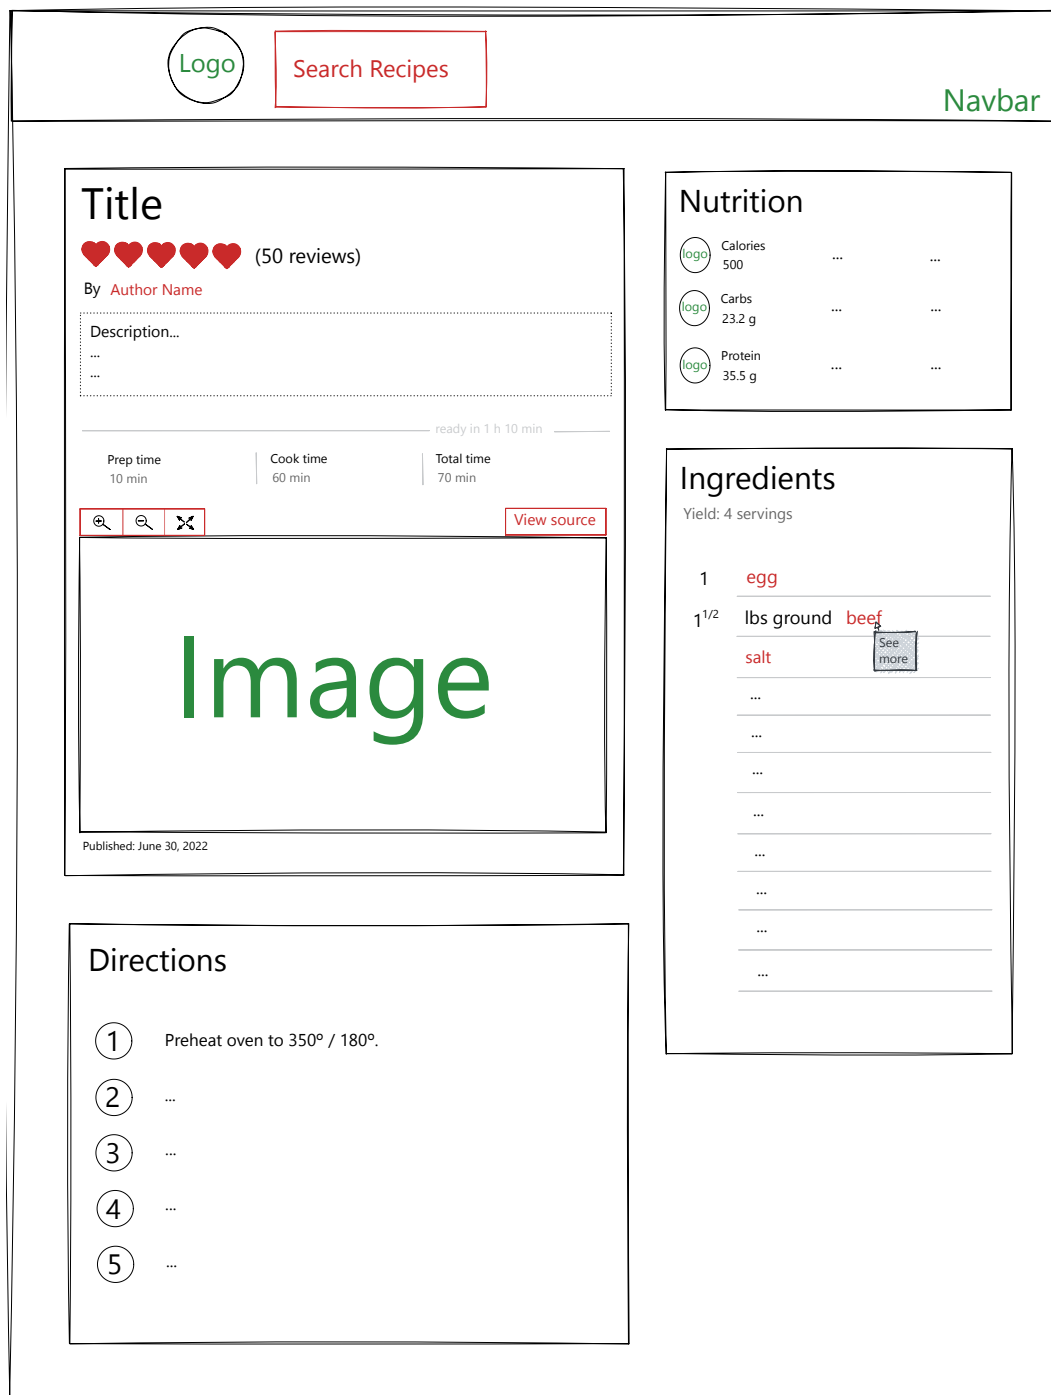 Logo
Search Recipes
Navbar
Title
(50 reviews)
By Author Name
Description...
...
...
ready in 1 h 10 min
Prep time
10 min
Cook time
60 min
Total time
70 min
View source
Image
Published: June 30, 2022
Nutrition
logo
Calories
500
...
...
logo
Carbs
23.2 g
...
...
logo
Protein
35.5 g
...
...
Ingredients
Yield: 4 servings
1 egg
1 1/2 lbs ground beef
See
more
salt
...
...
...
...
...
...
...
...
Directions
1 Preheat oven to 350º / 180º.
2 ...
3 ...
4 ...
5 ...